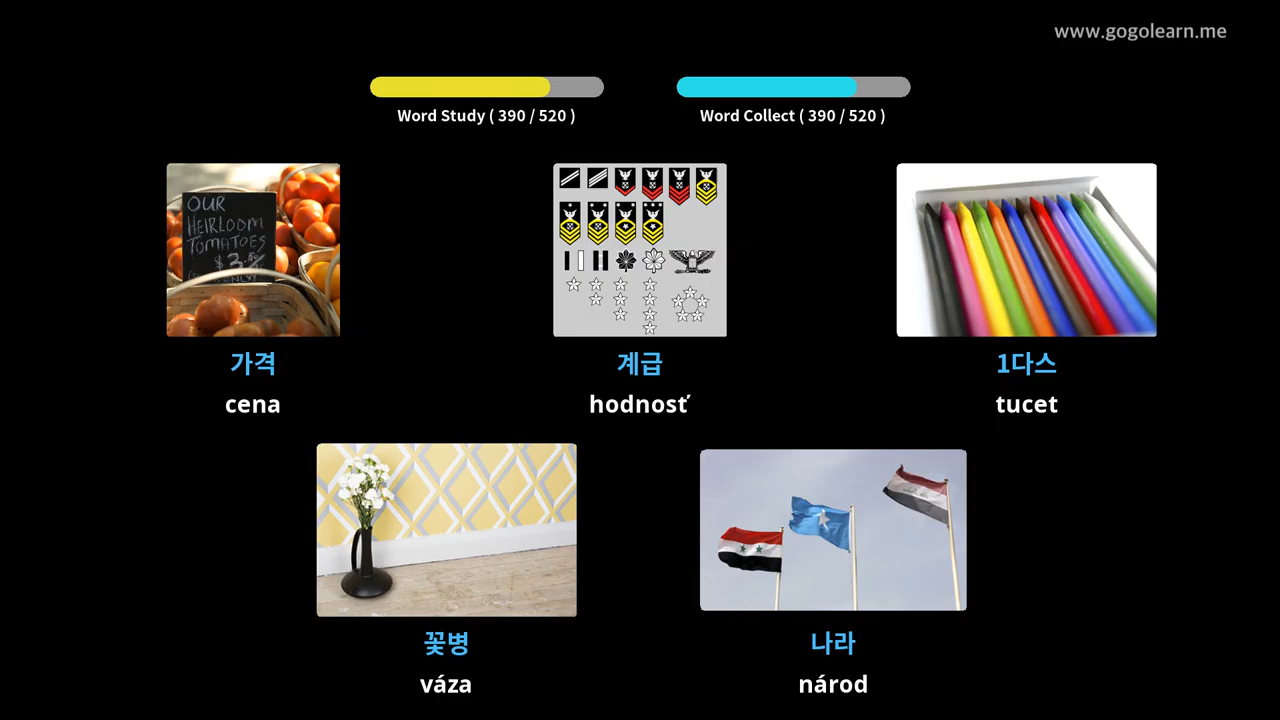 www.gogolearn.me
Word Study ( 390 / 520 )
Word Collect ( 390 / 520 )
OUR
HEIRLOOM
TOMATOES
가격
계급
1다스
cena
hodnosť
tucet
꽃병
나라
váza
národ